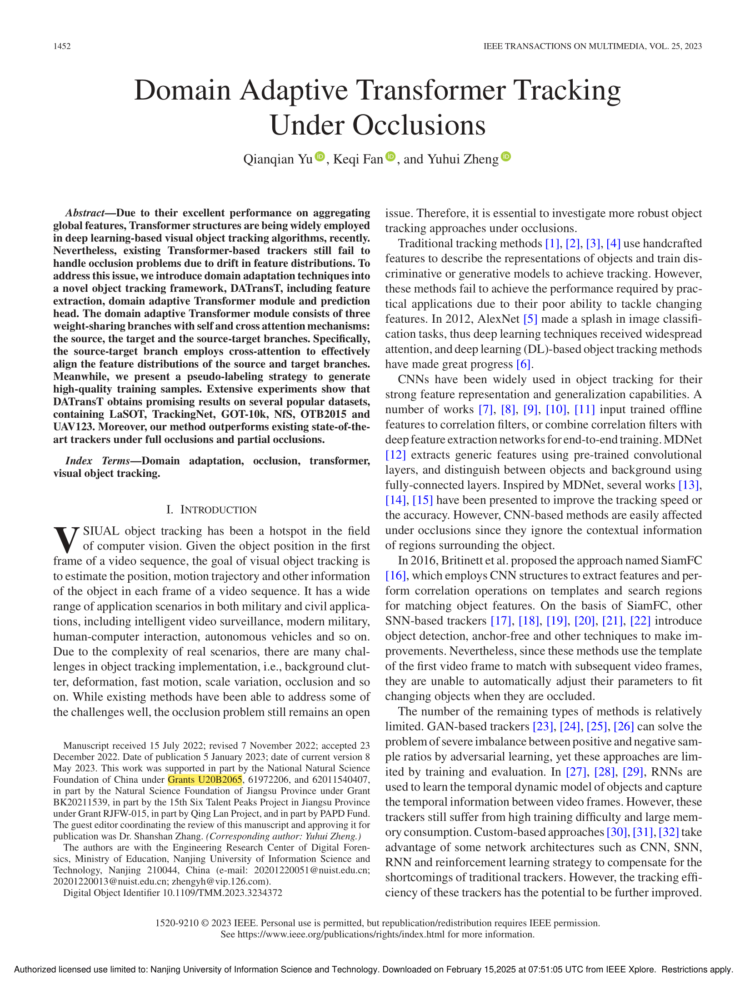 1452
IEEE TRANSACTIONS ON MULTIMEDIA, VOL. 25, 2023
Domain Adaptive Transformer Tracking
Under Occlusions
Qianqian Yu iD, Keqi Fan iD, and Yuhui Zheng iD
Abstract—Due to their excellent performance on aggregating
global features, Transformer structures are being widely employed
in deep learning-based visual object tracking algorithms, recently.
Nevertheless, existing Transformer-based trackers still fail to
handle occlusion problems due to drift in feature distributions. To
address this issue, we introduce domain adaptation techniques into
a novel object tracking framework, DATransT, including feature
extraction, domain adaptive Transformer module and prediction
head. The domain adaptive Transformer module consists of three
weight-sharing branches with self and cross attention mechanisms:
the source, the target and the source-target branches. Specifically,
the source-target branch employs cross-attention to effectively
align the feature distributions of the source and target branches.
Meanwhile, we present a pseudo-labeling strategy to generate
high-quality training samples. Extensive experiments show that
DATransT obtains promising results on several popular datasets,
containing LaSOT, TrackingNet, GOT-10k, NfS, OTB2015 and
UAV123. Moreover, our method outperforms existing state-of-the-
art trackers under full occlusions and partial occlusions.
Index Terms—Domain adaptation, occlusion, transformer,
visual object tracking.
I. INTRODUCTION
VSIUAL object tracking has been a hotspot in the field
of computer vision. Given the object position in the first
frame of a video sequence, the goal of visual object tracking is
to estimate the position, motion trajectory and other information
of the object in each frame of a video sequence. It has a wide
range of application scenarios in both military and civil applica-
tions, including intelligent video surveillance, modern military,
human-computer interaction, autonomous vehicles and so on.
Due to the complexity of real scenarios, there are many chal-
lenges in object tracking implementation, i.e., background clut-
ter, deformation, fast motion, scale variation, occlusion and so
on. While existing methods have been able to address some of
the challenges well, the occlusion problem still remains an open
Manuscript received 15 July 2022; revised 7 November 2022; accepted 23
December 2022. Date of publication 5 January 2023; date of current version 8
May 2023. This work was supported in part by the National Natural Science
Foundation of China under Grants U20B2065, 61972206, and 62011540407,
in part by the Natural Science Foundation of Jiangsu Province under Grant
BK20211539, in part by the 15th Six Talent Peaks Project in Jiangsu Province
under Grant RJFW-015, in part by Qing Lan Project, and in part by PAPD Fund.
The guest editor coordinating the review of this manuscript and approving it for
publication was Dr. Shanshan Zhang. (Corresponding author: Yuhui Zheng.)
The authors are with the Engineering Research Center of Digital Foren-
sics, Ministry of Education, Nanjing University of Information Science and
Technology, Nanjing 210044, China (e-mail: 20201220051@nuist.edu.cn;
20201220013@nuist.edu.cn; zhengyh@vip.126.com).
Digital Object Identifier 10.1109/TMM.2023.3234372
issue. Therefore, it is essential to investigate more robust object
tracking approaches under occlusions.
Traditional tracking methods [1], [2], [3], [4] use handcrafted
features to describe the representations of objects and train dis-
criminative or generative models to achieve tracking. However,
these methods fail to achieve the performance required by prac-
tical applications due to their poor ability to tackle changing
features. In 2012, AlexNet [5] made a splash in image classifi-
cation tasks, thus deep learning techniques received widespread
attention, and deep learning (DL)-based object tracking methods
have made great progress [6].
CNNs have been widely used in object tracking for their
strong feature representation and generalization capabilities. A
number of works [7], [8], [9], [10], [11] input trained offline
features to correlation filters, or combine correlation filters with
deep feature extraction networks for end-to-end training. MDNet
[12] extracts generic features using pre-trained convolutional
layers, and distinguish between objects and background using
fully-connected layers. Inspired by MDNet, several works [13],
[14], [15] have been presented to improve the tracking speed or
the accuracy. However, CNN-based methods are easily affected
under occlusions since they ignore the contextual information
of regions surrounding the object.
In 2016, Britinett et al. proposed the approach named SiamFC
[16], which employs CNN structures to extract features and per-
form correlation operations on templates and search regions
for matching object features. On the basis of SiamFC, other
SNN-based trackers [17], [18], [19], [20], [21], [22] introduce
object detection, anchor-free and other techniques to make im-
provements. Nevertheless, since these methods use the template
of the first video frame to match with subsequent video frames,
they are unable to automatically adjust their parameters to fit
changing objects when they are occluded.
The number of the remaining types of methods is relatively
limited. GAN-based trackers [23], [24], [25], [26] can solve the
problem of severe imbalance between positive and negative sam-
ple ratios by adversarial learning, yet these approaches are lim-
ited by training and evaluation. In [27], [28], [29], RNNs are
used to learn the temporal dynamic model of objects and capture
the temporal information between video frames. However, these
trackers still suffer from high training difficulty and large mem-
ory consumption. Custom-based approaches [30], [31], [32] take
advantage of some network architectures such as CNN, SNN,
RNN and reinforcement learning strategy to compensate for the
shortcomings of traditional trackers. However, the tracking effi-
ciency of these trackers has the potential to be further improved.
1520-9210 © 2023 IEEE. Personal use is permitted, but republication/redistribution requires IEEE permission.
See https://www.ieee.org/publications/rights/index.html for more information.
Authorized licensed use limited to: Nanjing University of Information Science and Technology. Downloaded on February 15,2025 at 07:51:05 UTC from IEEE Xplore. Restrictions apply.